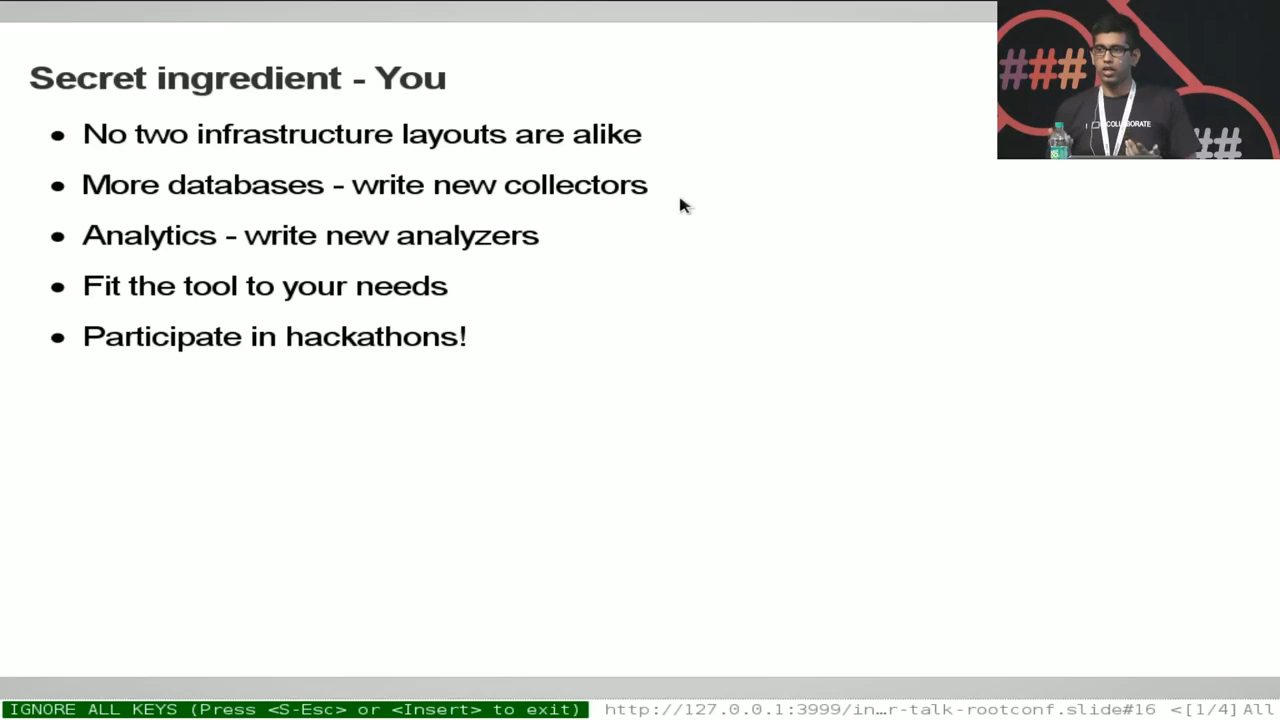 Secret ingredient - You
• No two infrastructure layouts are alike
• More databases - write new collectors
• Analytics - write new analyzers
• Fit the tool to your needs
• Participate in hackathons!
###
COLLABORATE
##
IGNORE ALL KEYS (Press <S-Esc> or <Insert> to exit) http://127.0.0.1:3999/in…r-talk-rootconf.slide#16 <[1/4]All